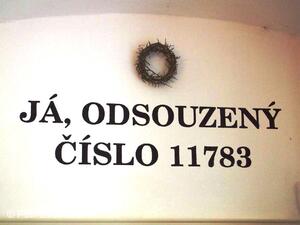 JÁ, ODSOUZENÝ
ČÍSLO 11783